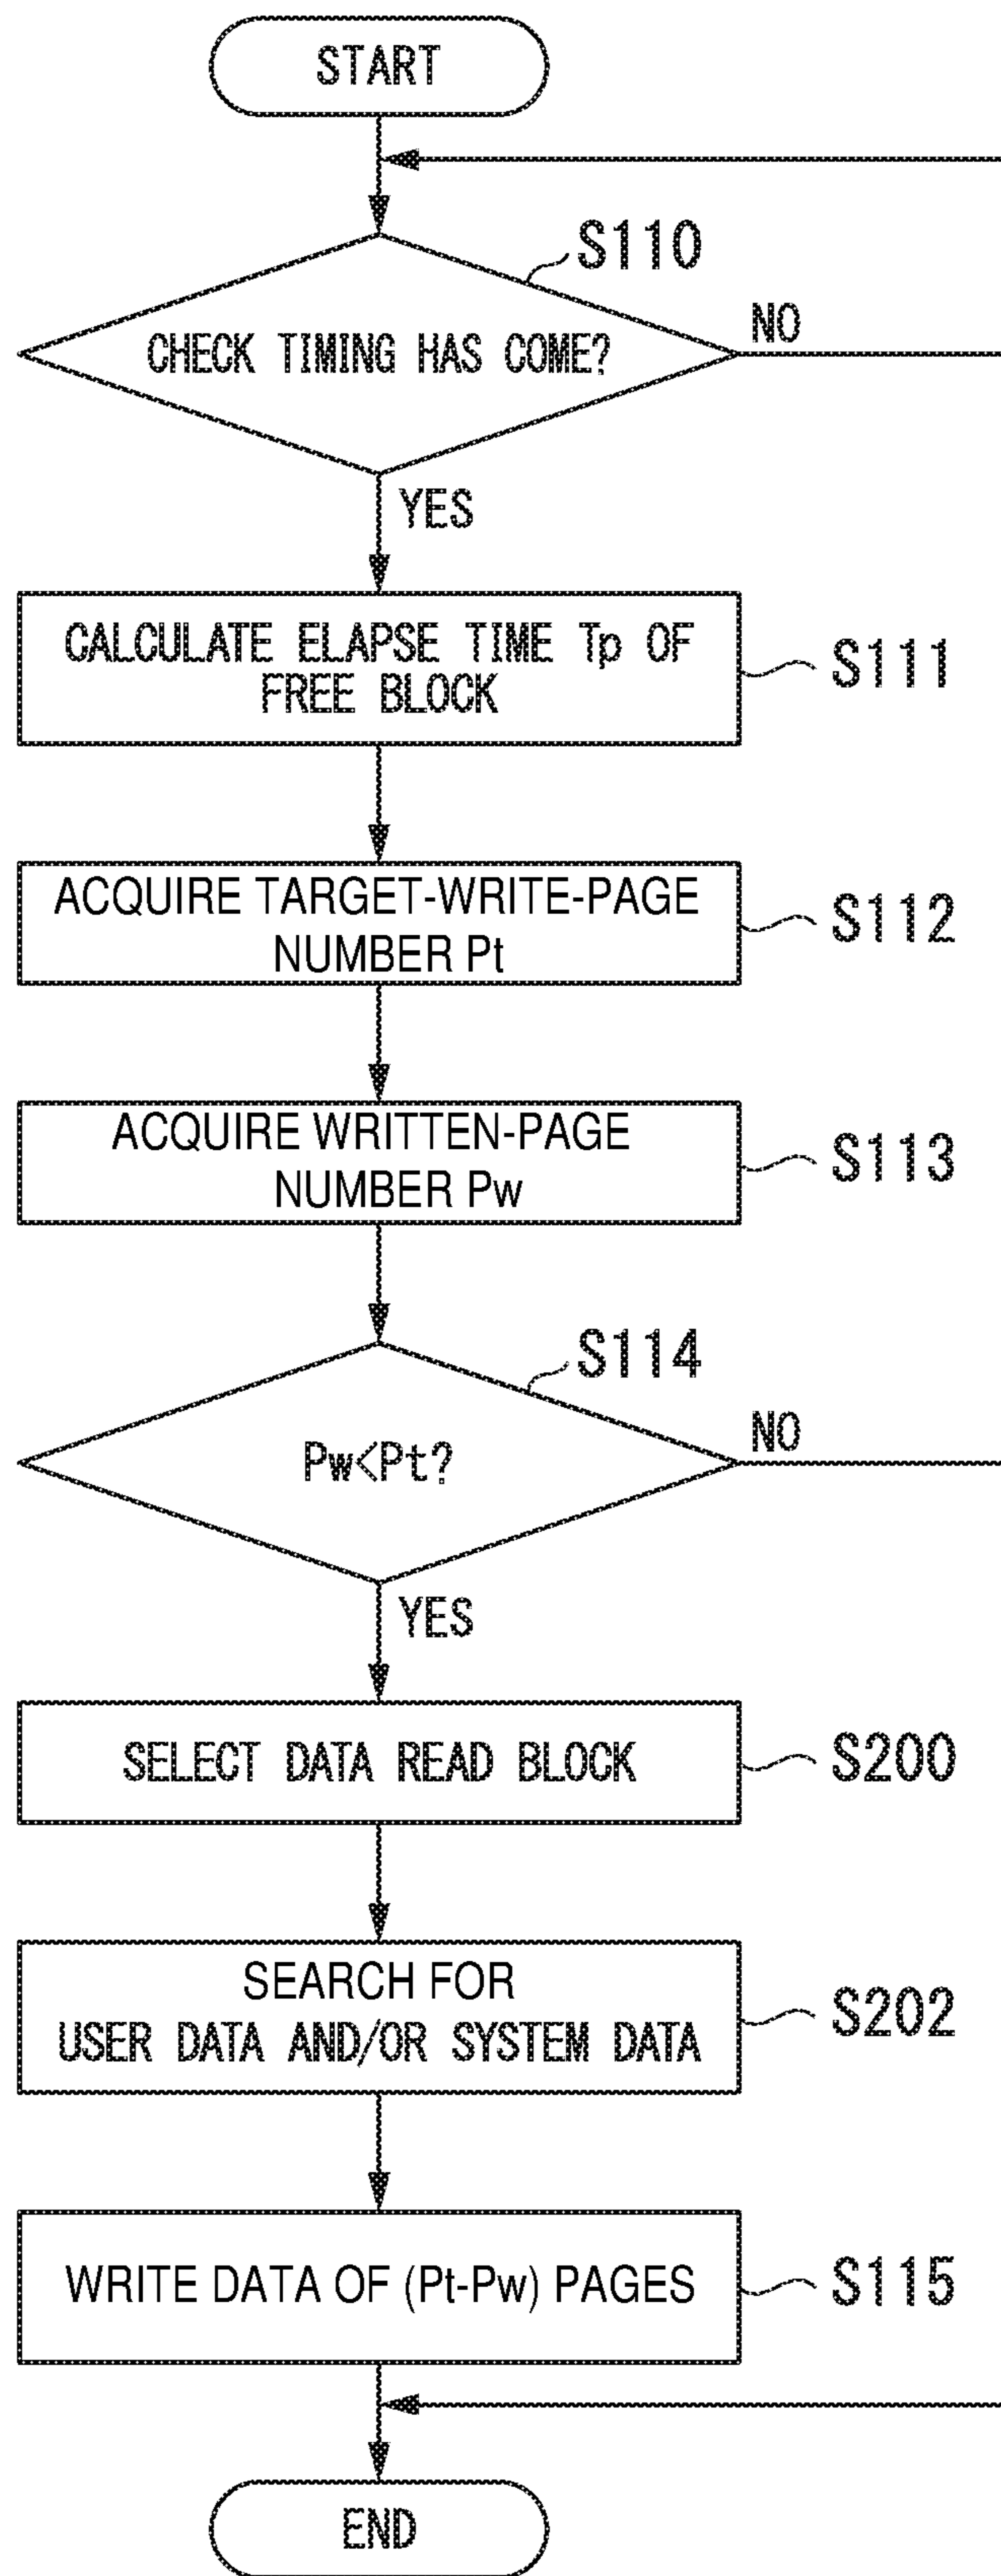 START
S110
CHECK TIMING HAS COME?
NO
YES
CALCULATE ELAPSE TIME Tp OF
FREE BLOCK
S111
ACQUIRE TARGET-WRITE-PAGE
NUMBER Pt
S112
ACQUIRE WRITTEN-PAGE
NUMBER Pw
S113
S114
Pw<Pt?
NO
YES
SELECT DATA READ BLOCK
S200
SEARCH FOR
USER DATA AND/OR SYSTEM DATA
S202
WRITE DATA OF (Pt-Pw) PAGES
S115
END